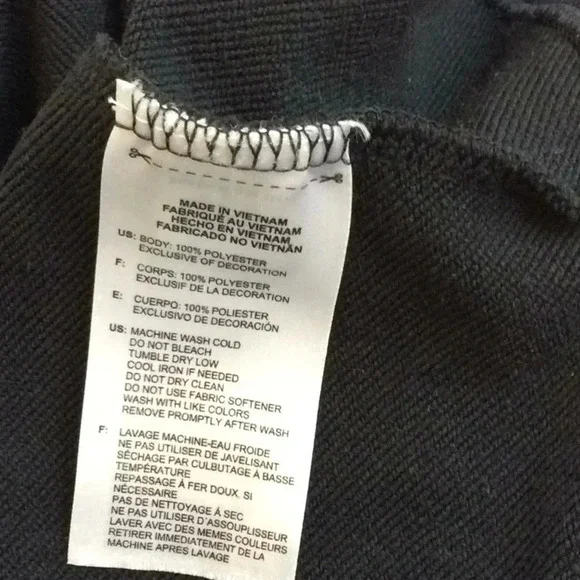 MADE IN VIETNAM
FABRIQUÉ AU VIETNAM
HECHO EN VIETNAM
FABRICADO NO VIETNÃN
US: BODY: 100% POLYESTER
EXCLUSIVE OF DECORATION
F: CORPS: 100% POLYESTER
EXCLUSIF DE LA DECORATION
E: CUERPO: 100% POLIESTER
EXCLUSIVO DE DECORACIÓN
US: MACHINE WASH COLD
DO NOT BLEACH
TUMBLE DRY LOW
COOL IRON IF NEEDED
DO NOT DRY CLEAN
DO NOT USE FABRIC SOFTENER
WASH WITH LIKE COLORS
REMOVE PROMPTLY AFTER WASH
F: LAVAGE MACHINE-EAU FROIDE
NE PAS UTILISER DE JAVELISANT
SÉCHAGE PAR CULBUTAGE À BASSE
TEMPÉRATURE
REPASSAGE À FER DOUX. SI
NÉCESSAIRE
PAS DE NETTOYAGE À SEC
NE PAS UTILISER D'ASSOUPLISSEUR
LAVER AVEC DES MEMES COULEURS
RETIRER IMMEDIATEMENT DE LA
MACHINE APRES LAVAGE